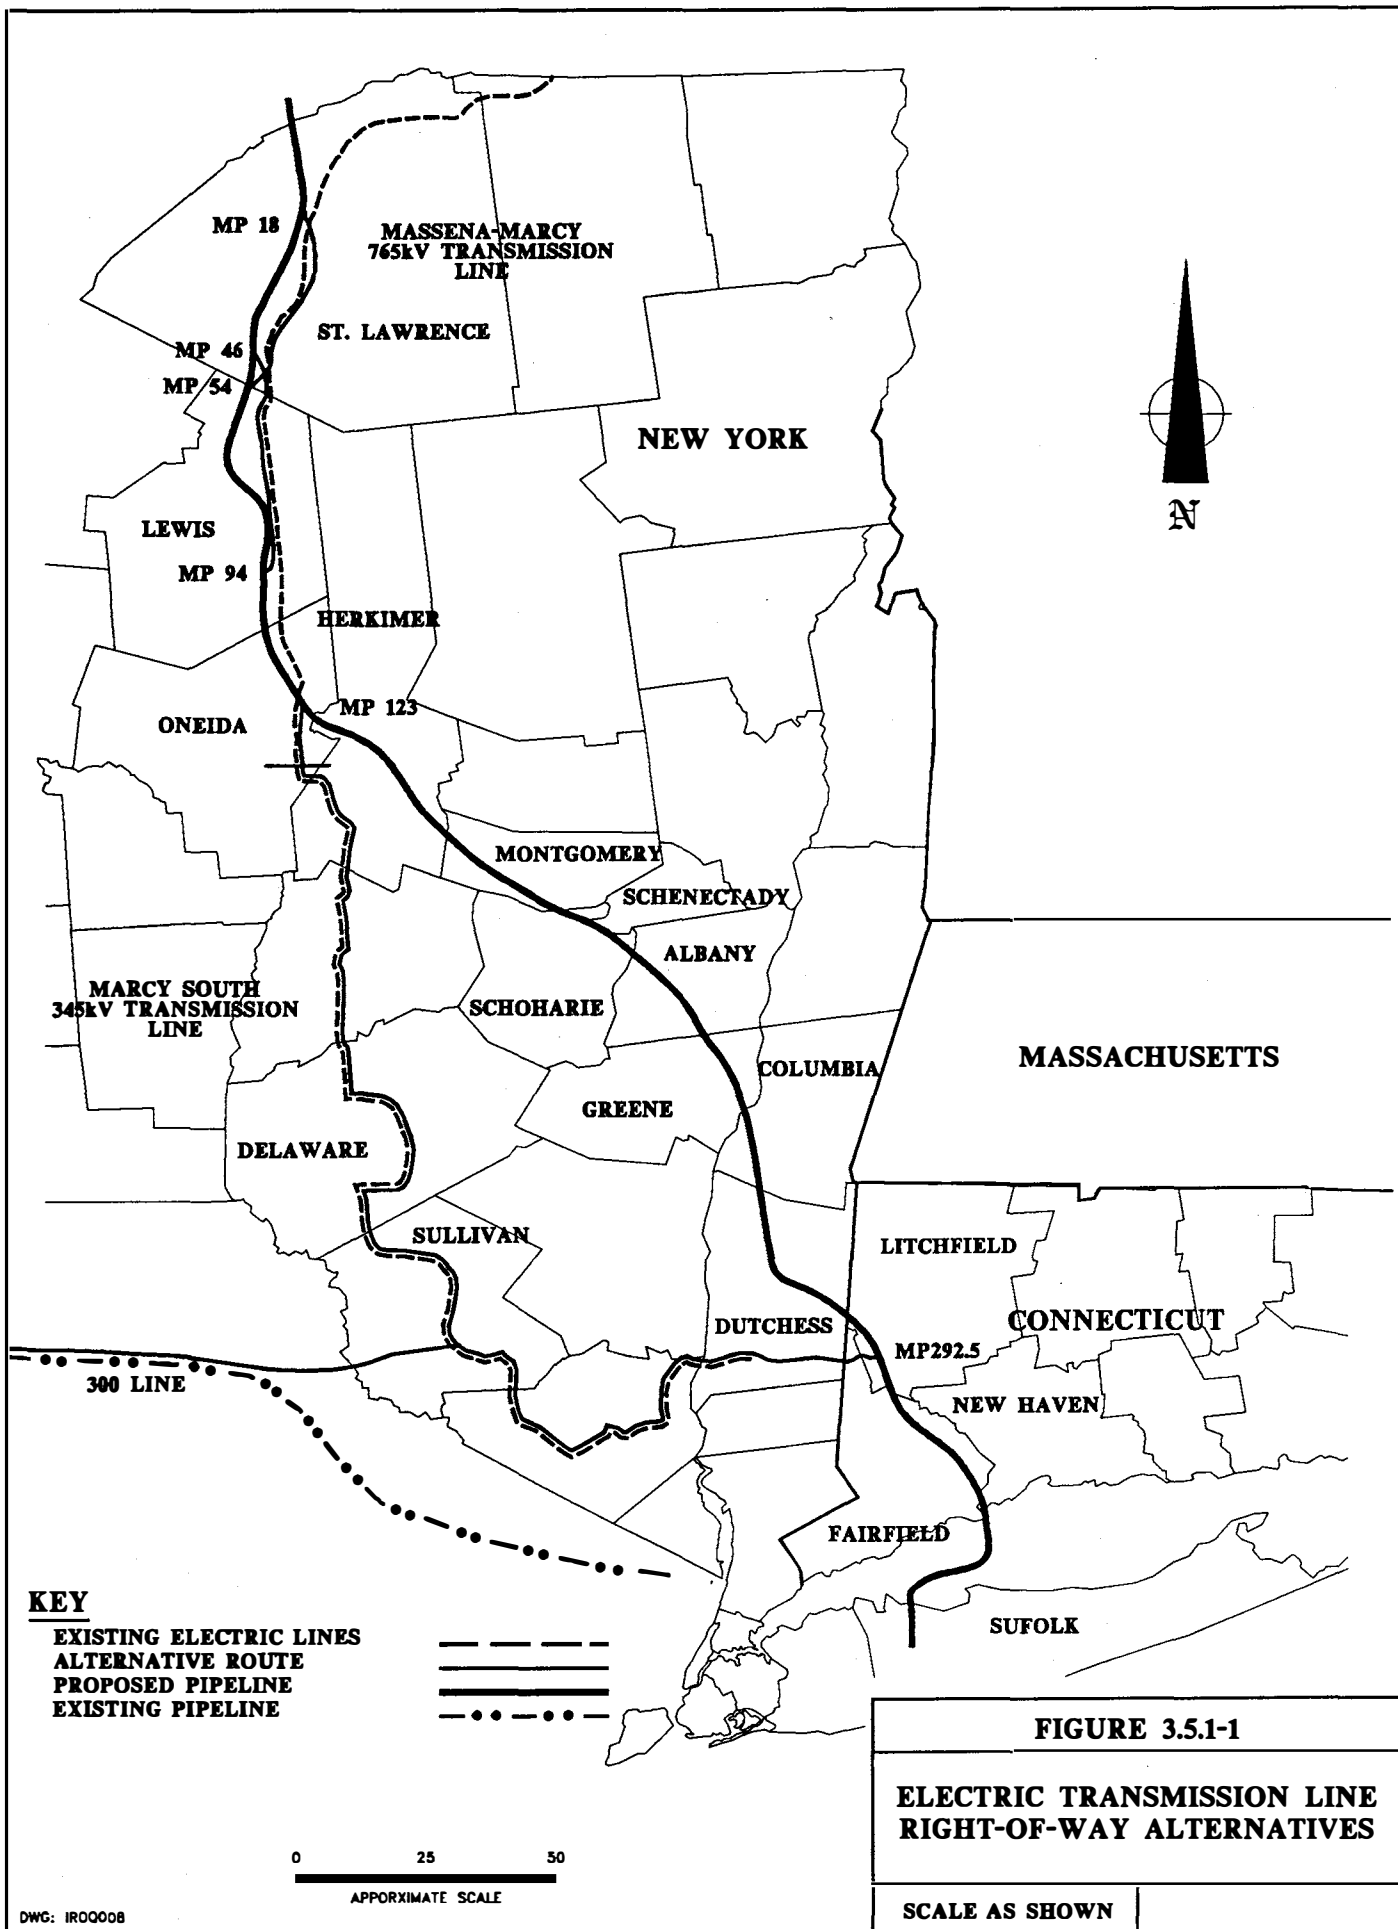 MP 18
MASSENA-MARCY
765kV TRANSMISSION
LINE
ST. LAWRENCE
MP 46
MP 54
NEW YORK
N
LEWIS
MP 94
HERKIMER
MP 123
ONEIDA
MONTGOMERY
SCHENECTADY
ALBANY
MARCY SOUTH
345kV TRANSMISSION
LINE
SCHOHARIE
MASSACHUSETTS
COLUMBIA
GREENE
DELAWARE
SULLIVAN
LITCHFIELD
CONNECTICUT
DUTCHESS
MP292.5
300 LINE
NEW HAVEN
FAIRFIELD
SUFOLK
KEY
EXISTING ELECTRIC LINES
ALTERNATIVE ROUTE
PROPOSED PIPELINE
EXISTING PIPELINE
0 25 50
APPORXIMATE SCALE
DWG: IROQ008
FIGURE 3.5.1-1
ELECTRIC TRANSMISSION LINE
RIGHT-OF-WAY ALTERNATIVES
SCALE AS SHOWN